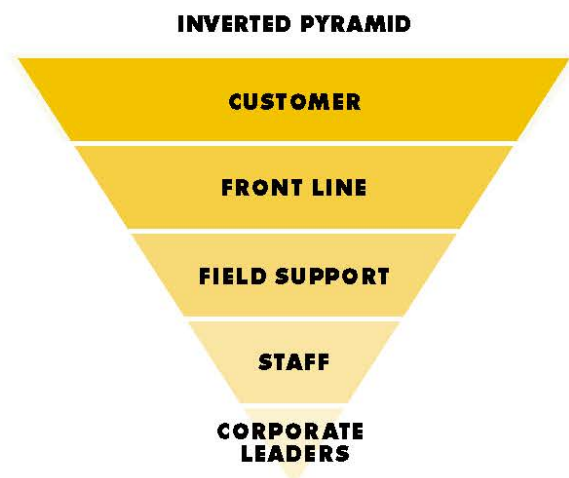 INVERTED PYRAMID
CUSTOMER
FRONT LINE
FIELD SUPPORT
STAFF
CORPORATE
LEADERS